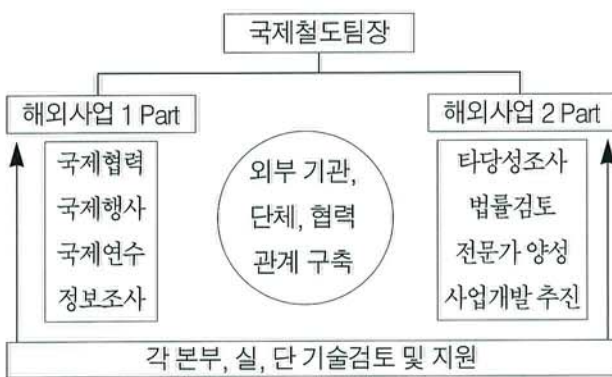 국제철도팀장
해외사업 1 Part
해외사업 2 Part
국제협력
국제행사
국제연수
정보조사
외부 기관,
단체, 협력
관계 구축
타당성조사
법률검토
전문가 양성
사업개발 추진
각 본부, 실, 단 기술검토 및 지원